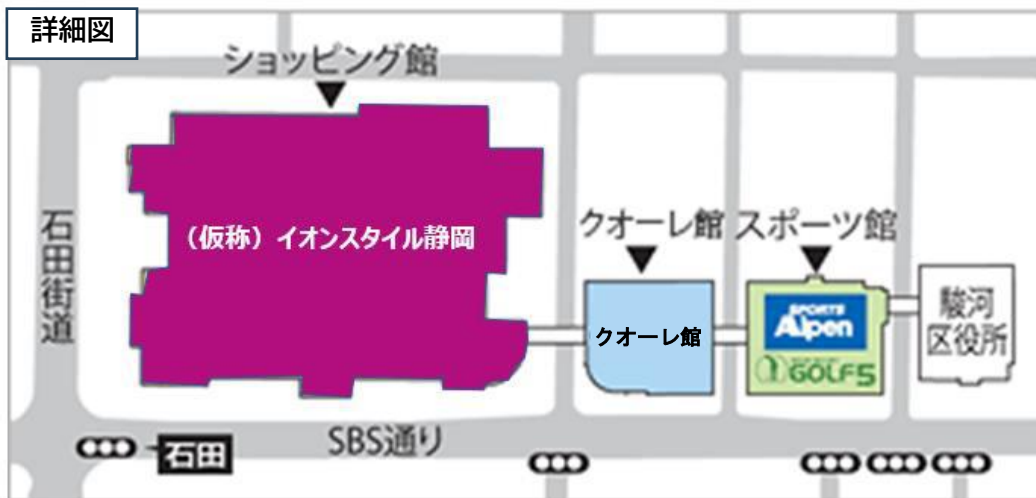 詳細図
ショッピング館
(仮称)イオンスタイル静岡
石田街道
クオーレ館
スポーツ館
クオーレ館
SPORTS
Alpen
GOLF5
駿河
区役所
SBS通り
石田